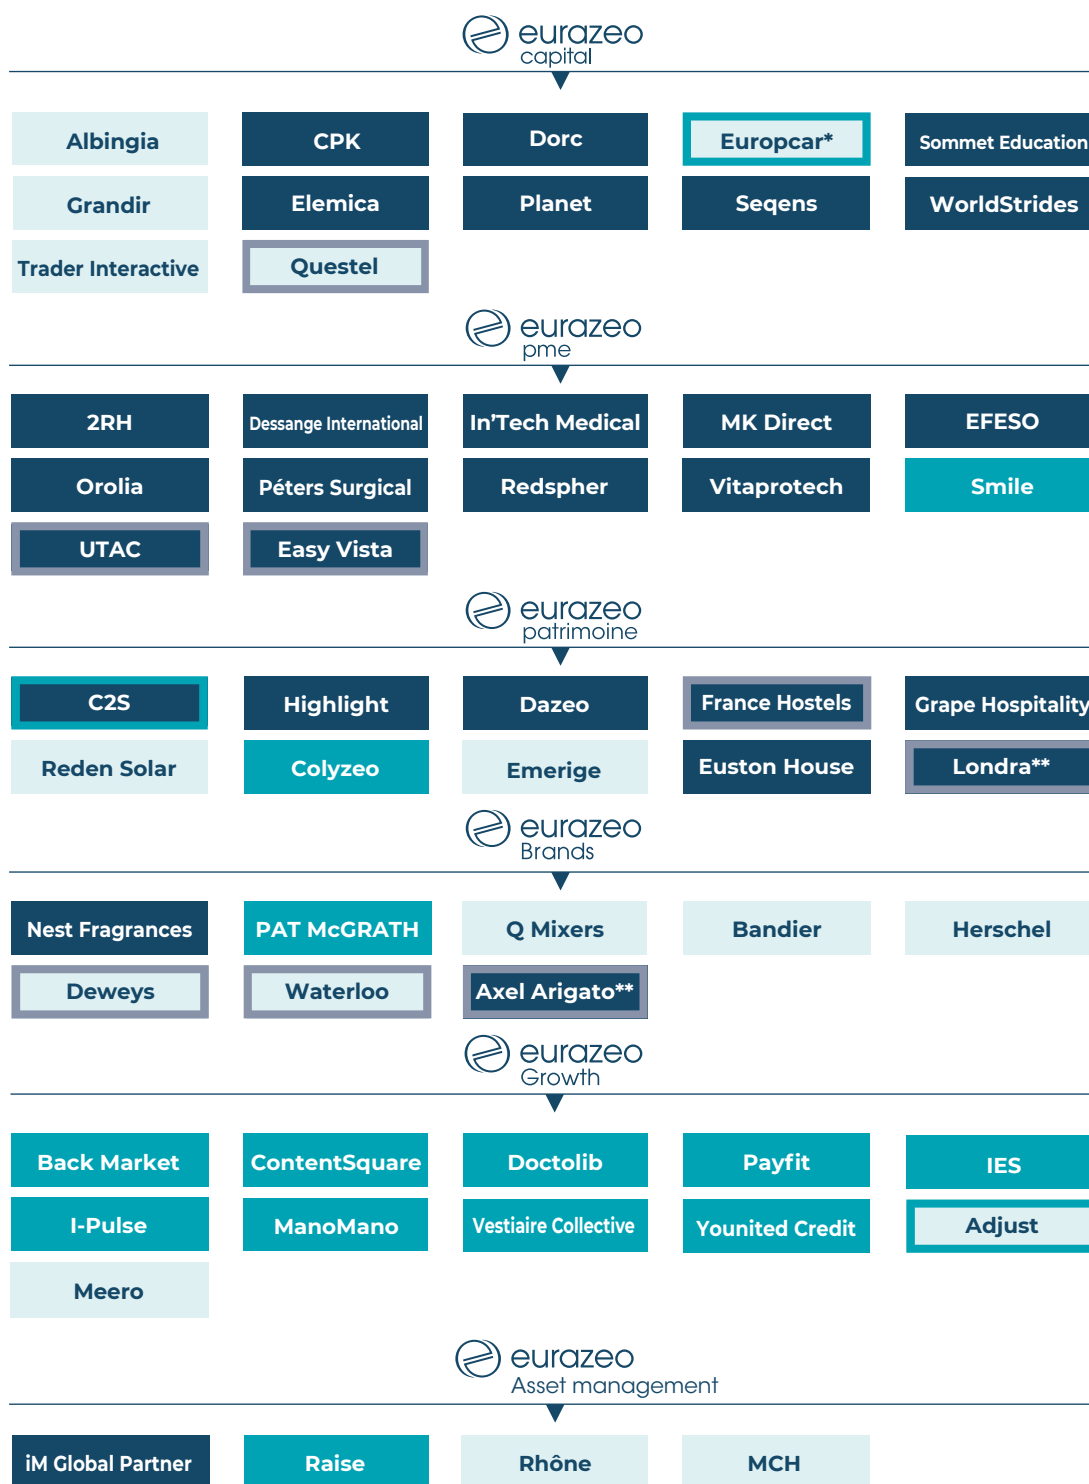 eurazeo
capital
Albingia
CPK
Dorc
Europcar*
Sommet Education
Grandir
Elemica
Planet
Seqens
WorldStrides
Trader Interactive
Questel
eurazeo
pme
2RH
Dessange International
In'Tech Medical
MK Direct
EFESO
Orolia
Péters Surgical
Redspher
Vitaprotech
Smile
UTAC
Easy Vista
eurazeo
patrimoine
C2S
Highlight
Dazeo
France Hostels
Grape Hospitality
Reden Solar
Colyzeo
Emerige
Euston House
Londra**
eurazeo
Brands
Nest Fragrances
PAT McGRATH
Q Mixers
Bandier
Herschel
Deweys
Waterloo
Axel Arigato**
eurazeo
Growth
Back Market
ContentSquare
Doctolib
Payfit
IES
I-Pulse
ManoMano
Vestiaire Collective
Younited Credit
Adjust
Meero
eurazeo
Asset management
iM Global Partner
Raise
Rhône
MCH